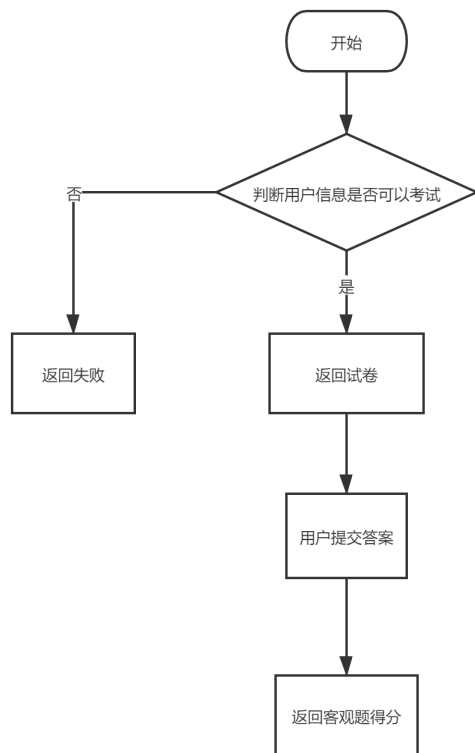 开始
判断用户信息是否可以考试
否
是
返回失败
返回试卷
用户提交答案
返回客观题得分